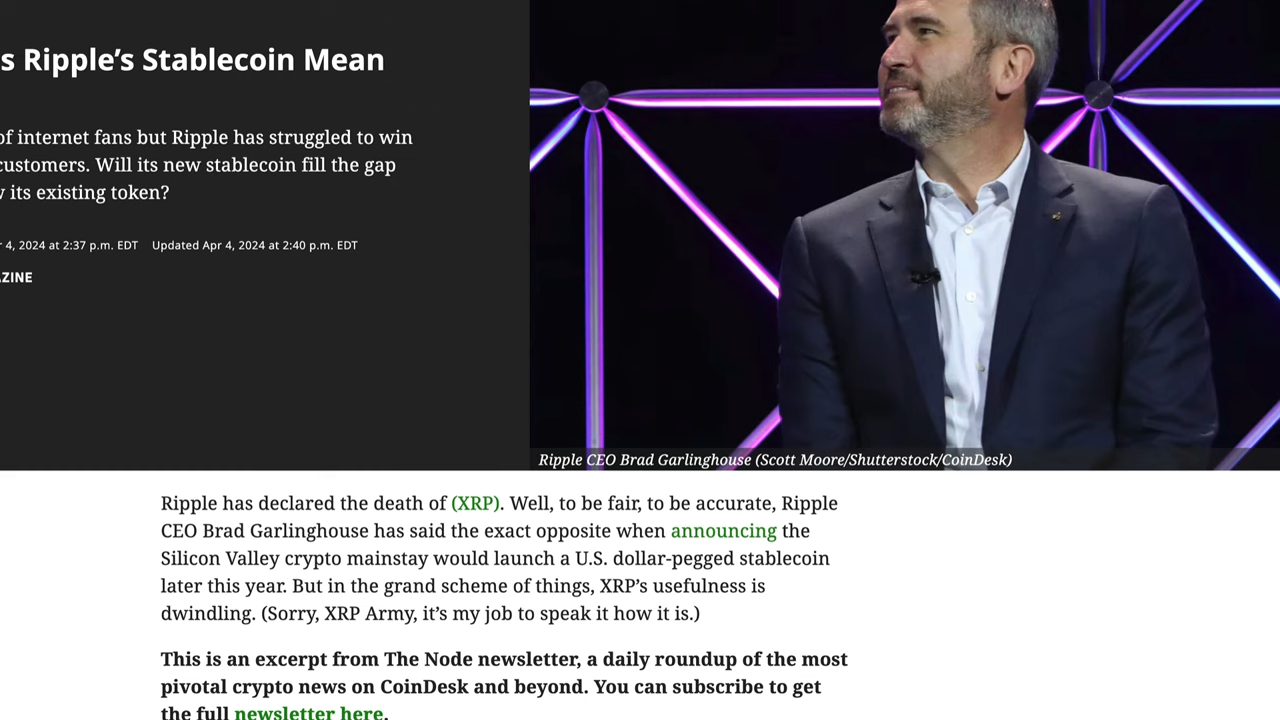 s Ripple's Stablecoin Mean
of internet fans but Ripple has struggled to win
customers. Will its new stablecoin fill the gap
its existing token?
4, 2024 at 2:37 p.m. EDT Updated Apr 4, 2024 at 2:40 p.m. EDT
AZINE
Ripple CEO Brad Garlinghouse (Scott Moore/Shutterstock/CoinDesk)
Ripple has declared the death of (XRP). Well, to be fair, to be accurate, Ripple
CEO Brad Garlinghouse has said the exact opposite when announcing the
Silicon Valley crypto mainstay would launch a U.S. dollar-pegged stablecoin
later this year. But in the grand scheme of things, XRP's usefulness is
dwindling. (Sorry, XRP Army, it's my job to speak it how it is.)
This is an excerpt from The Node newsletter, a daily roundup of the most
pivotal crypto news on CoinDesk and beyond. You can subscribe to get
the full newsletter here.